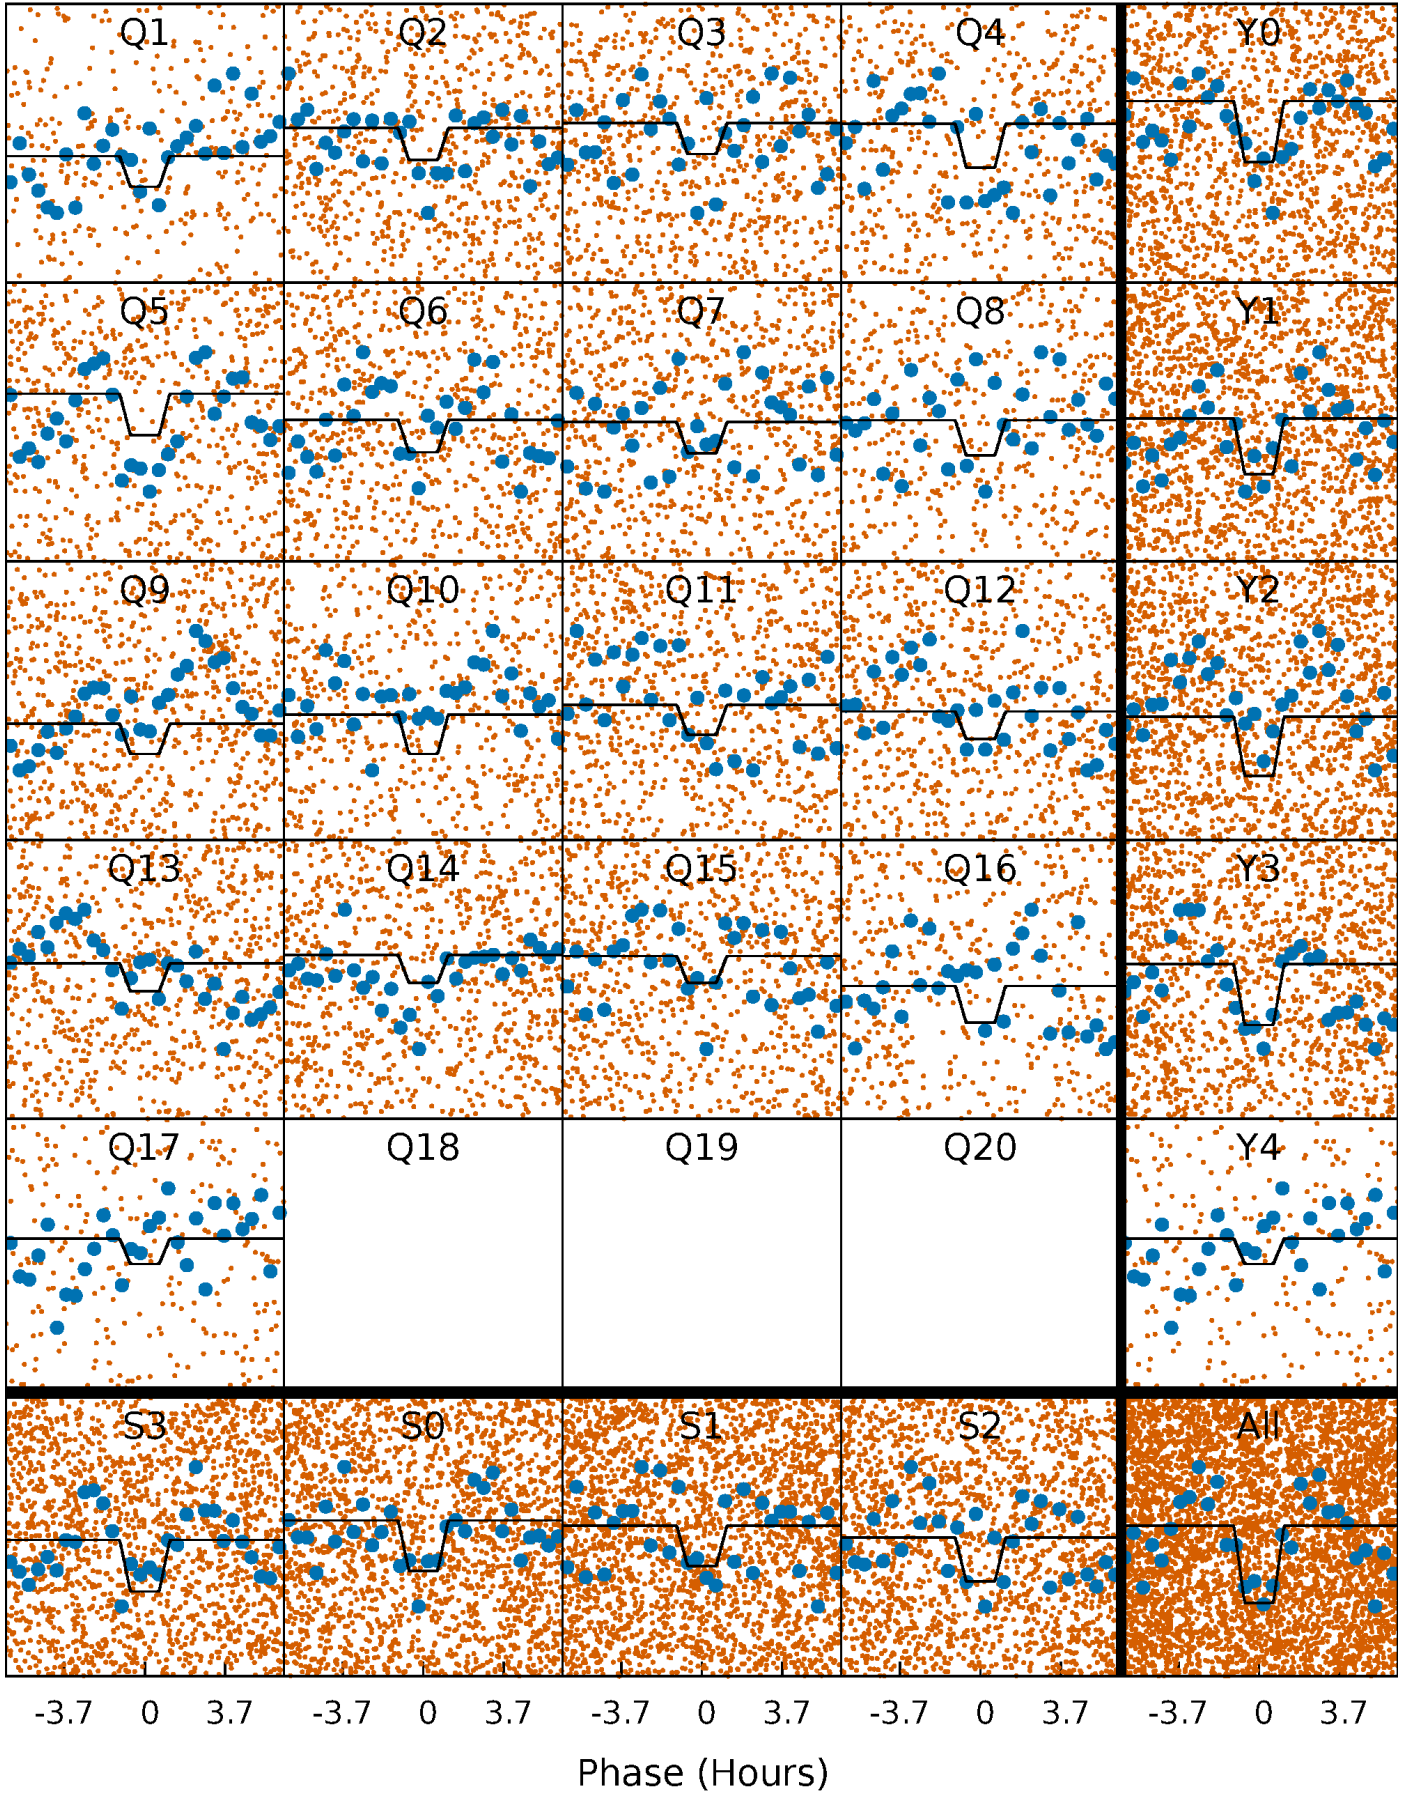 Q1 Q2 Q3 Q4 Y0
Q5 Q6 Q7 Q8 Y1
Q9 Q10 Q11 Q12 Y2
Q13 Q14 Q15 Q16 Y3
Q17 Q18 Q19 Q20 Y4
S3 S0 S1 S2 All
-3.7 0 3.7 -3.7 0 3.7 -3.7 0 3.7 -3.7 0 3.7 -3.7 0 3.7
Phase (Hours)